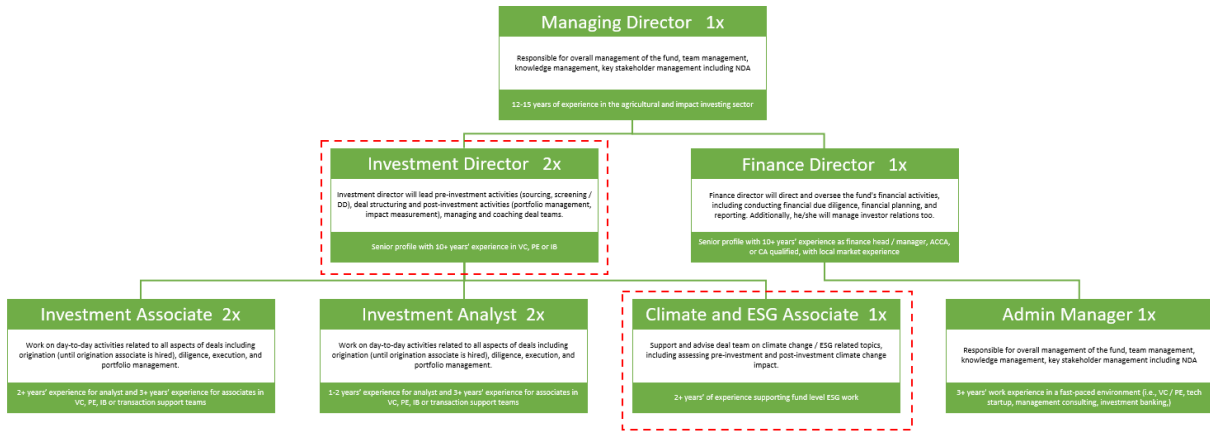 Managing Director 1x
Responsible for overall management of the fund, team management,
knowledge management, key stakeholder management including NDA
12-15 years of experience in the agricultural and impact investing sector
Investment Director 2x
Investment director will lead pre-investment activities (sourcing, screening /
DD), deal structuring and post-investment activities (portfolio management,
impact measurement), managing and coaching deal teams.
Senior profile with 10+ years' experience in VC, PE or IB
Finance Director 1x
Finance director will direct and oversee the fund's financial activities,
including conducting financial due diligence, financial planning, and
reporting. Additionally, he/she will manage investor relations too.
Senior profile with 10+ years' experience as finance head / manager, ACCA,
or CA qualified, with local market experience
Investment Associate 2x
Work on day-to-day activities related to all aspects of deals including
origination (until origination associate is hired), diligence, execution, and
portfolio management.
2+ years' experience for analyst and 3+ years' experience for associates in
VC, PE, IB or transaction support teams
Investment Analyst 2x
Work on day-to-day activities related to all aspects of deals including
origination (until origination associate is hired), diligence, execution, and
portfolio management.
1-2 years' experience for analyst and 3+ years' experience for associates in
VC, PE, IB or transaction support teams
Climate and ESG Associate 1x
Support and advise deal team on climate change / ESG related topics,
including assessing pre-investment and post-investment climate change
impact.
2+ years' of experience supporting fund level ESG work
Admin Manager 1x
Responsible for overall management of the fund, team management,
knowledge management, key stakeholder management including NDA
3+ years' work experience in a fast-paced environment (i.e., VC / PE, tech
startup, management consulting, investment banking,)